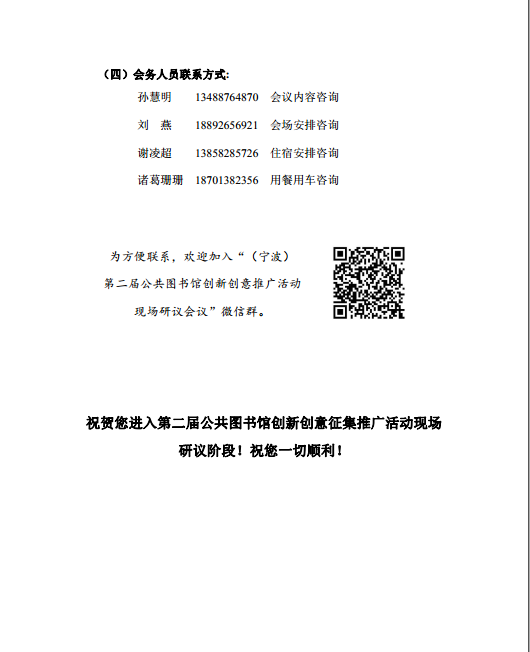 （四）会务人员联系方式:
孙慧明 13488764870 会议内容咨询
刘 燕 18892656921 会场安排咨询
谢凌超 13858285726 住宿安排咨询
诸葛珊珊 18701382356 用餐用车咨询
为方便联系，欢迎加入“（宁波）
第二届公共图书馆创新创意推广活动
现场研议会议”微信群。
祝贺您进入第二届公共图书馆创新创意征集推广活动现场
研议阶段！祝您一切顺利！